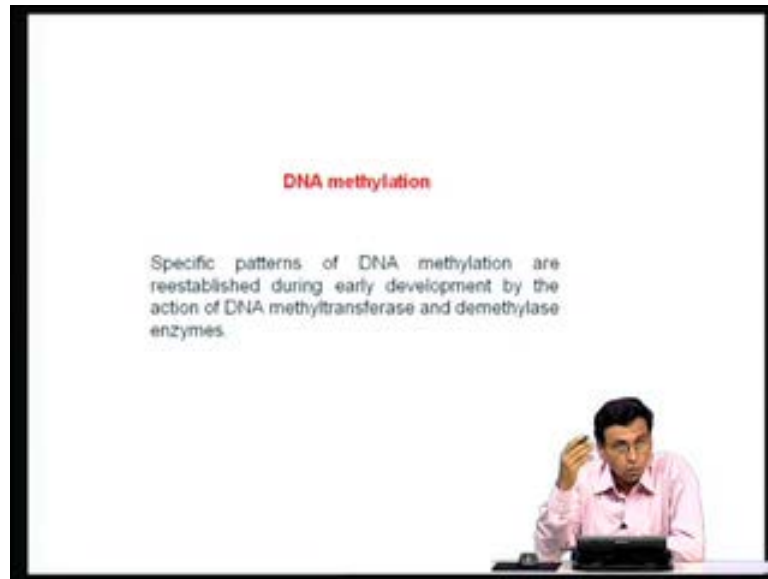 DNA methylation
Specific patterns of DNA methylation are
reestablished during early development by the
action of DNA methyltransferase and demethylase
enzymes.